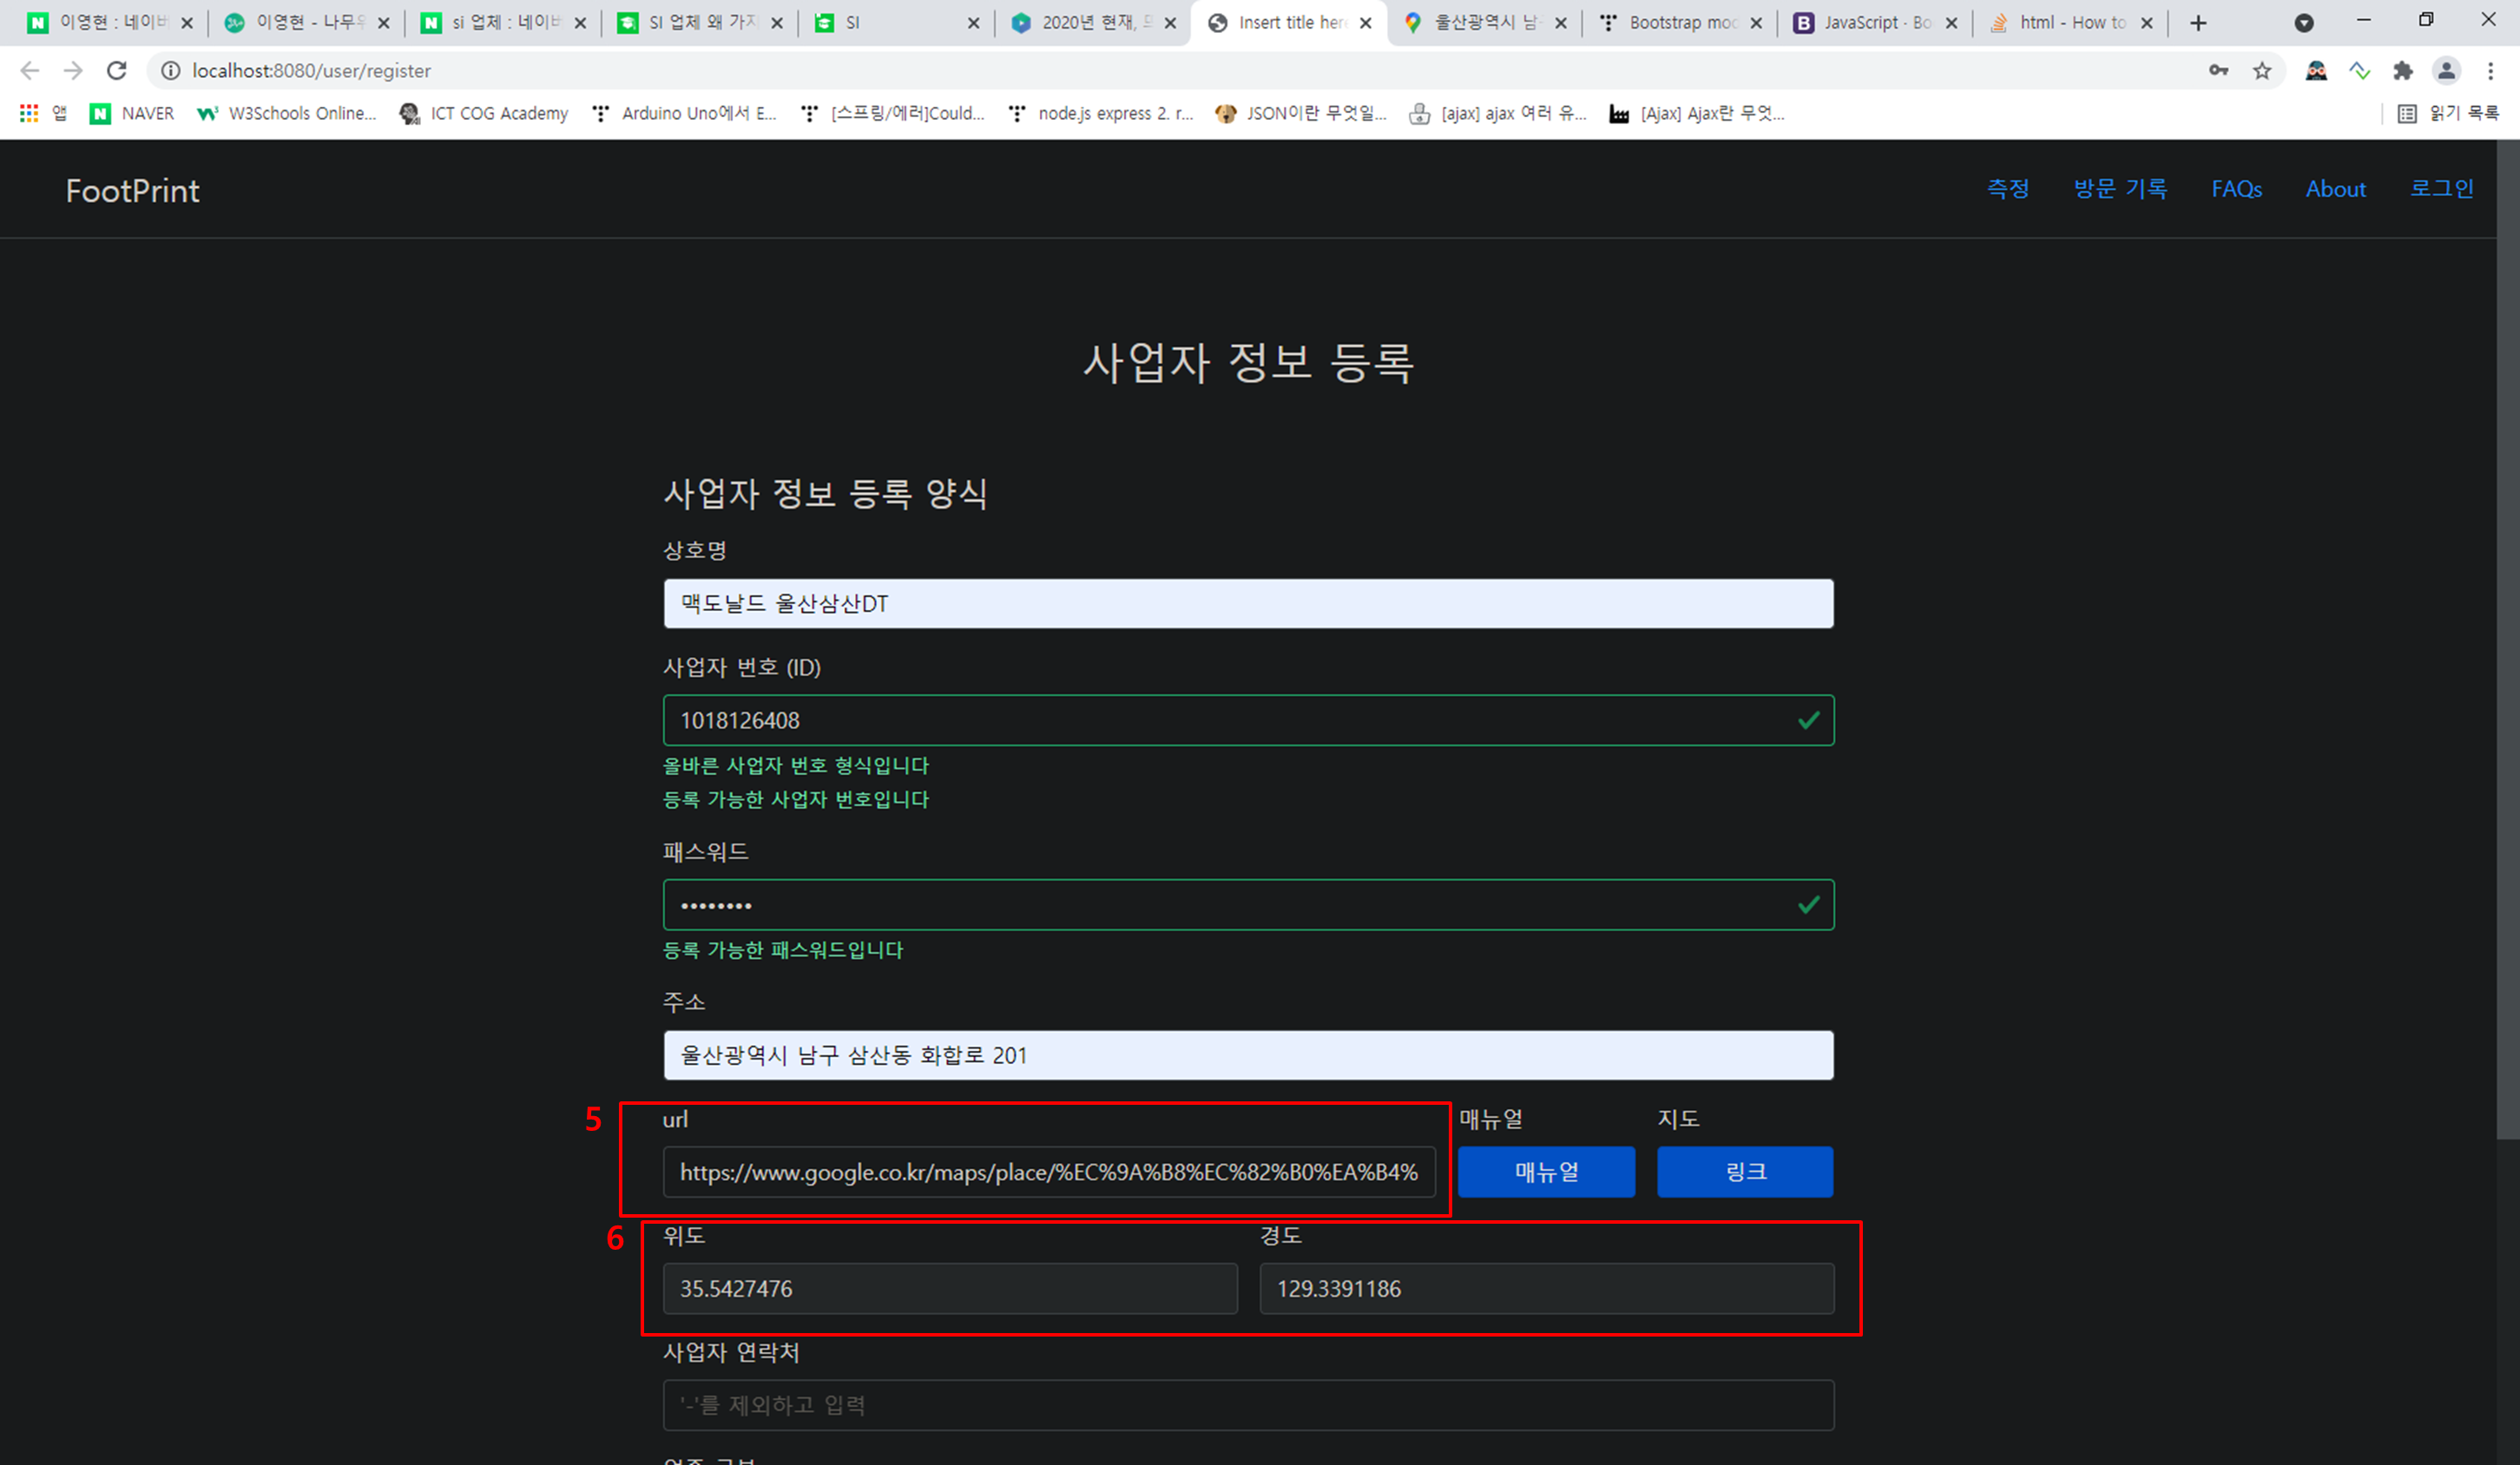 이영현 : 네이버
이영현 - 나무위
si 업체 : 네이버
SI 업체 왜 가지
SI
2020년 현재,
Insert title here
울산광역시 남구
Bootstrap mod
JavaScript · Bo
html - How to
localhost:8080/user/register
앱
NAVER
W3Schools Online...
ICT COG Academy
Arduino Uno에서 E...
[스프링/에러]Could...
node.js express 2. r...
JSON이란 무엇일...
[ajax] ajax 여러 유...
[Ajax] Ajax란 무엇...
읽기 목록
FootPrint
측정
방문 기록
FAQs
About
로그인
사업자 정보 등록
사업자 정보 등록 양식
상호명
맥도날드 울산삼산DT
사업자 번호 (ID)
1018126408
올바른 사업자 번호 형식입니다
등록 가능한 사업자 번호입니다
패스워드
••••••••
등록 가능한 패스워드입니다
주소
울산광역시 남구 삼산동 화합로 201
5
url
매뉴얼
지도
https://www.google.co.kr/maps/place/%EC%9A%B8%EC%82%B0%EA%B4%
매뉴얼
링크
6
위도
경도
35.5427476
129.3391186
사업자 연락처
'-'를 제외하고 입력